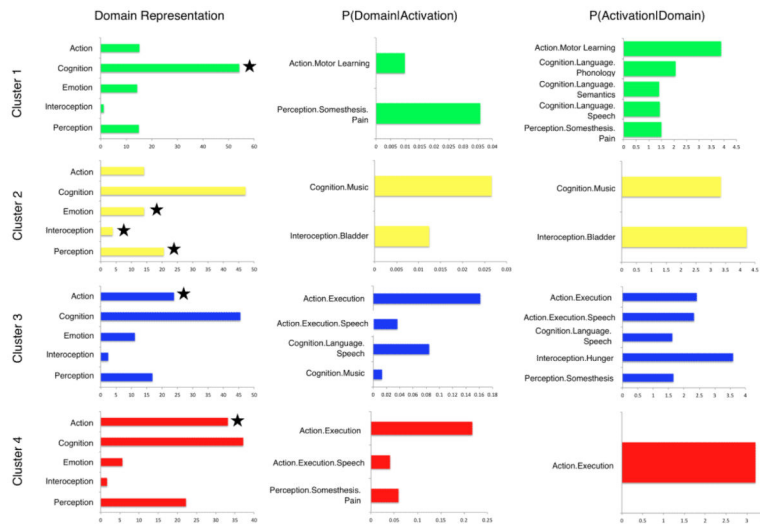 Domain Representation
P(Domain|Activation)
P(Activation|Domain)
Cluster 1
Action
Cognition
Emotion
Interoception
Perception
0 10 20 30 40 50 60
Action.Motor Learning
Perception.Somesthesis.
Pain
0 0.005 0.01 0.015 0.02 0.025 0.03 0.035 0.04
Action.Motor Learning
Cognition.Language.
Phonology
Cognition.Language.
Semantics
Cognition.Language.
Speech
Perception.Somesthesis.
Pain
0 0.5 1 1.5 2 2.5 3 3.5 4 4.5
Cluster 2
Action
Cognition
Emotion
Interoception
Perception
0 5 10 15 20 25 30 35 40 45 50
Cognition.Music
Interoception.Bladder
0 0.005 0.01 0.015 0.02 0.025 0.03
Cognition.Music
Interoception.Bladder
0 0.5 1 1.5 2 2.5 3 3.5 4 4.5
Cluster 3
Action
Cognition
Emotion
Interoception
Perception
0 5 10 15 20 25 30 35 40 45 50
Action.Execution
Action.Execution.Speech
Cognition.Language.
Speech
Cognition.Music
0 0.02 0.04 0.06 0.08 0.1 0.12 0.14 0.16 0.18
Action.Execution
Action.Execution.Speech
Cognition.Language.
Speech
Interoception.Hunger
Perception.Somesthesis
0 0.5 1 1.5 2 2.5 3 3.5 4
Cluster 4
Action
Cognition
Emotion
Interoception
Perception
0 5 10 15 20 25 30 35 40
Action.Execution
Action.Execution.Speech
Perception.Somesthesis.
Pain
0 0.05 0.1 0.15 0.2 0.25
Action.Execution
0 0.5 1 1.5 2 2.5 3